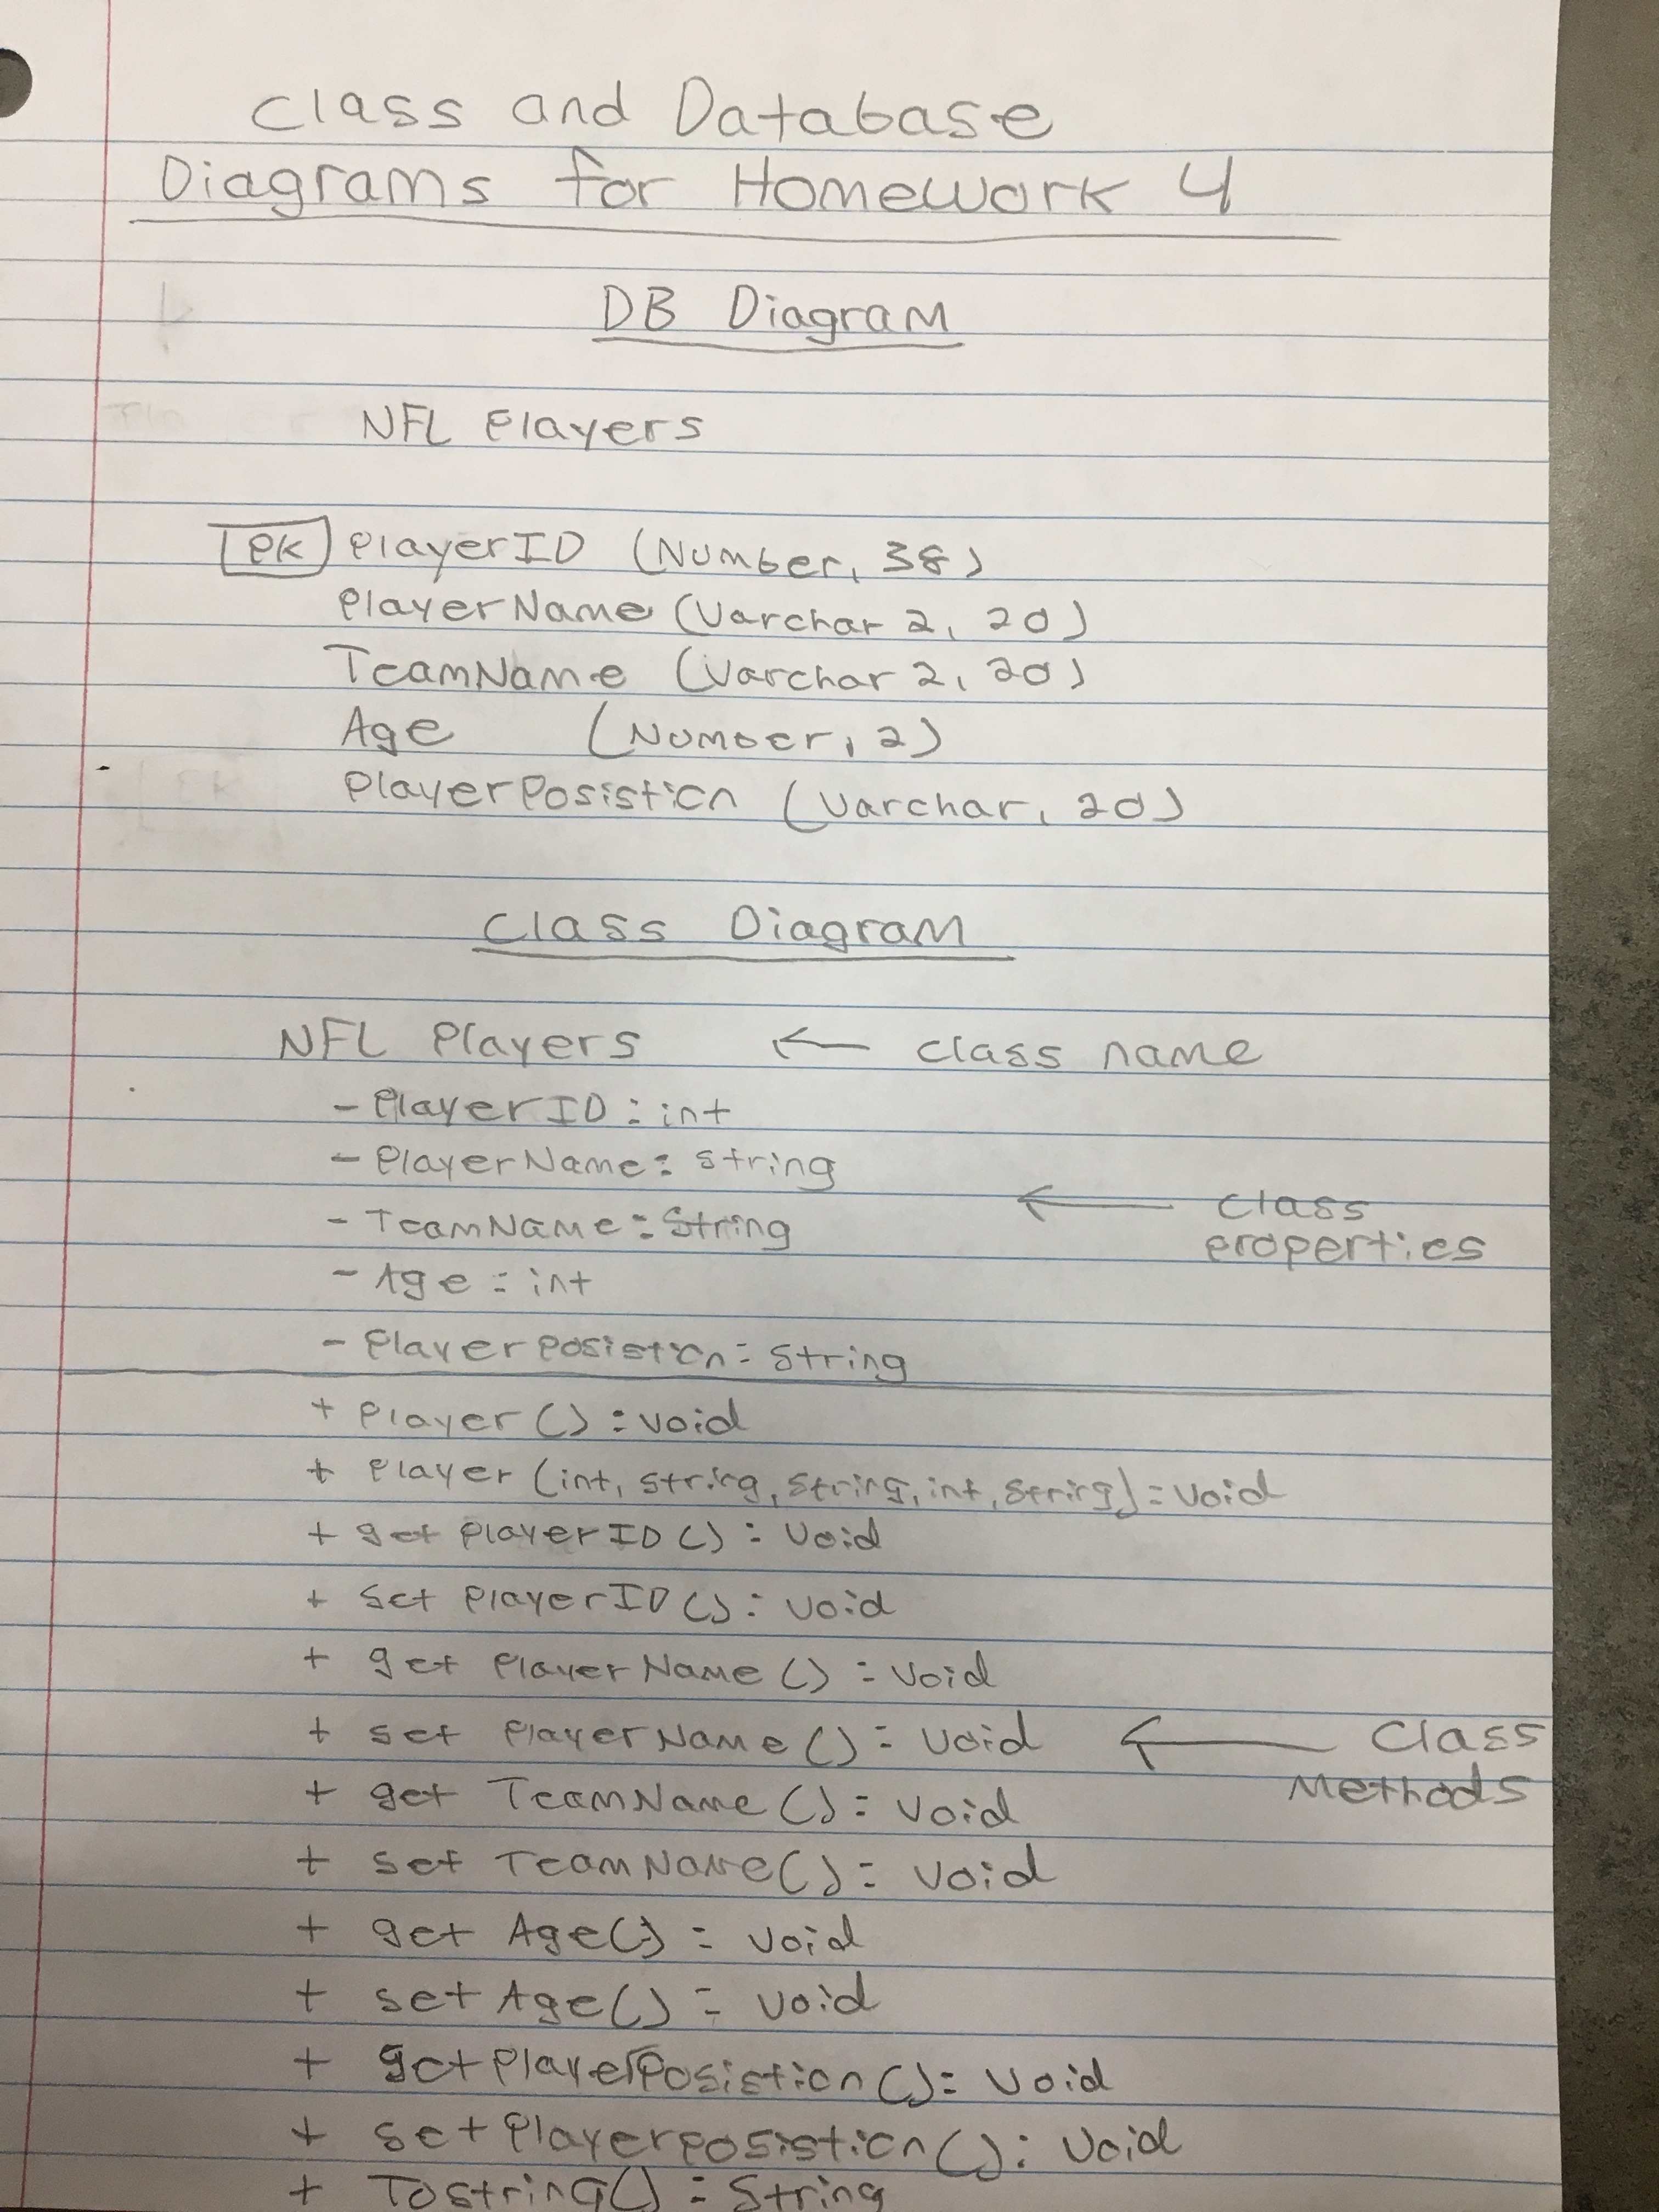 Class and Database
Diagrams for Homework 4
DB Diagram
NFL Players
PK PlayerID (Number, 38)
PlayerName (Varchar 2, 20)
TeamName (Varchar 2, 20)
Age (Number, 2)
PlayerPosistion (Varchar, 20)
Class Diagram
NFL Players ← class name
- PlayerID : int
- PlayerName : string
- TeamName : String
← class properties
- Age : int
- PlayerPosistion : String
+ Player () : void
+ Player (int, string, string, int, string) : void
+ get PlayerID () : void
+ set PlayerID () : void
+ get PlayerName () : void
+ set PlayerName () : void ← Class Methods
+ get TeamName () : void
+ set TeamName () : void
+ get Age () : void
+ set Age () : void
+ getPlayerPosistion () : void
+ setPlayerPosistion () : void
+ Tostring() : String